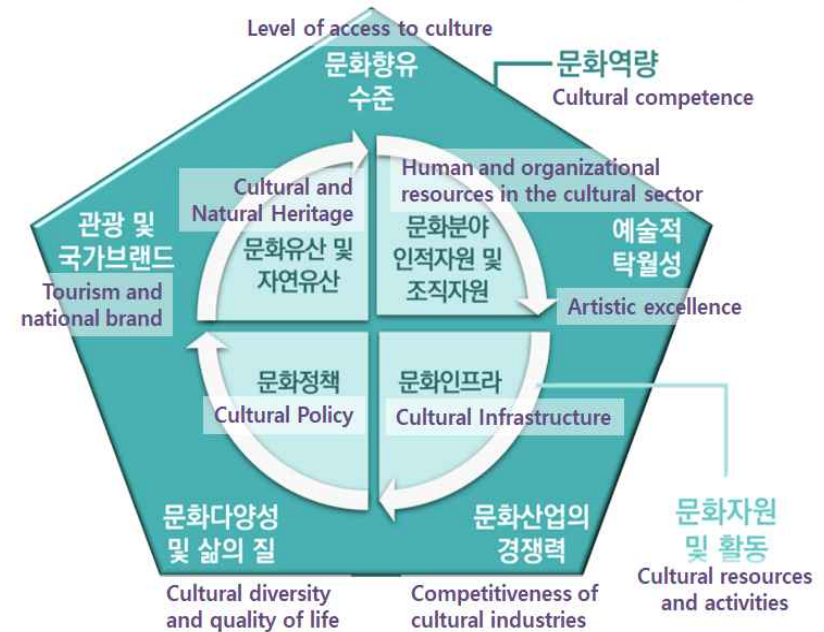 Level of access to culture
문화향유
수준
문화역량
Cultural competence
Cultural and
Natural Heritage
문화유산 및
자연유산
Human and organizational
resources in the cultural sector
문화분야
인적자원 및
조직자원
관광 및
국가브랜드
Tourism and
national brand
예술적
탁월성
Artistic excellence
문화정책
Cultural Policy
문화인프라
Cultural Infrastructure
문화다양성
및 삶의 질
Cultural diversity
and quality of life
문화산업의
경쟁력
Competitiveness of
cultural industries
문화자원
및 활동
Cultural resources
and activities